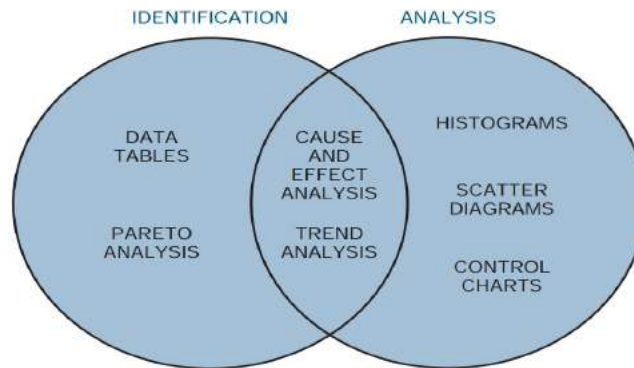 IDENTIFICATION
ANALYSIS
DATA
TABLES
PARETO
ANALYSIS
CAUSE
AND
EFFECT
ANALYSIS
TREND
ANALYSIS
HISTOGRAMS
SCATTER
DIAGRAMS
CONTROL
CHARTS